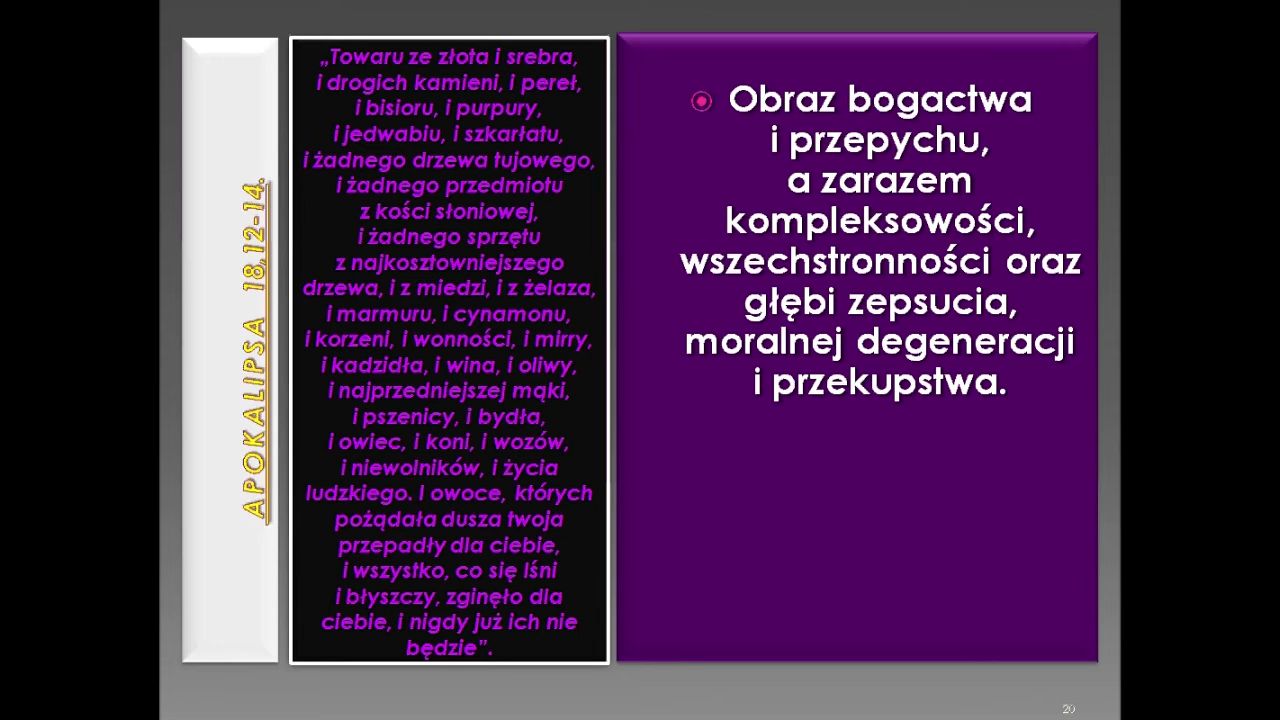 APOKALIPSA 18,12-14.
„Towaru ze złota i srebra,
i drogich kamieni, i pereł,
i bisioru, i purpury,
i jedwabiu, i szkarłatu,
i żadnego drzewa tujowego,
i żadnego przedmiotu
z kości słoniowej,
i żadnego sprzętu
z najkosztowniejszego
drzewa, i z miedzi, i z żelaza,
i marmuru, i cynamonu,
i korzeni, i wonności, i mirry,
i kadzidła, i wina, i oliwy,
i najprzedniejszej mąki,
i pszenicy, i bydła,
i owiec, i koni, i wozów,
i niewolników, i życia
ludzkiego. I owoce, których
pożądała dusza twoja
przepadły dla ciebie,
i wszystko, co się lśni
i błyszczy, zginęło dla
ciebie, i nigdy już ich nie
będzie”.
Obraz bogactwa
i przepychu,
a zarazem
kompleksowości,
wszechstronności oraz
głębi zepsucia,
moralnej degeneracji
i przekupstwa.
20